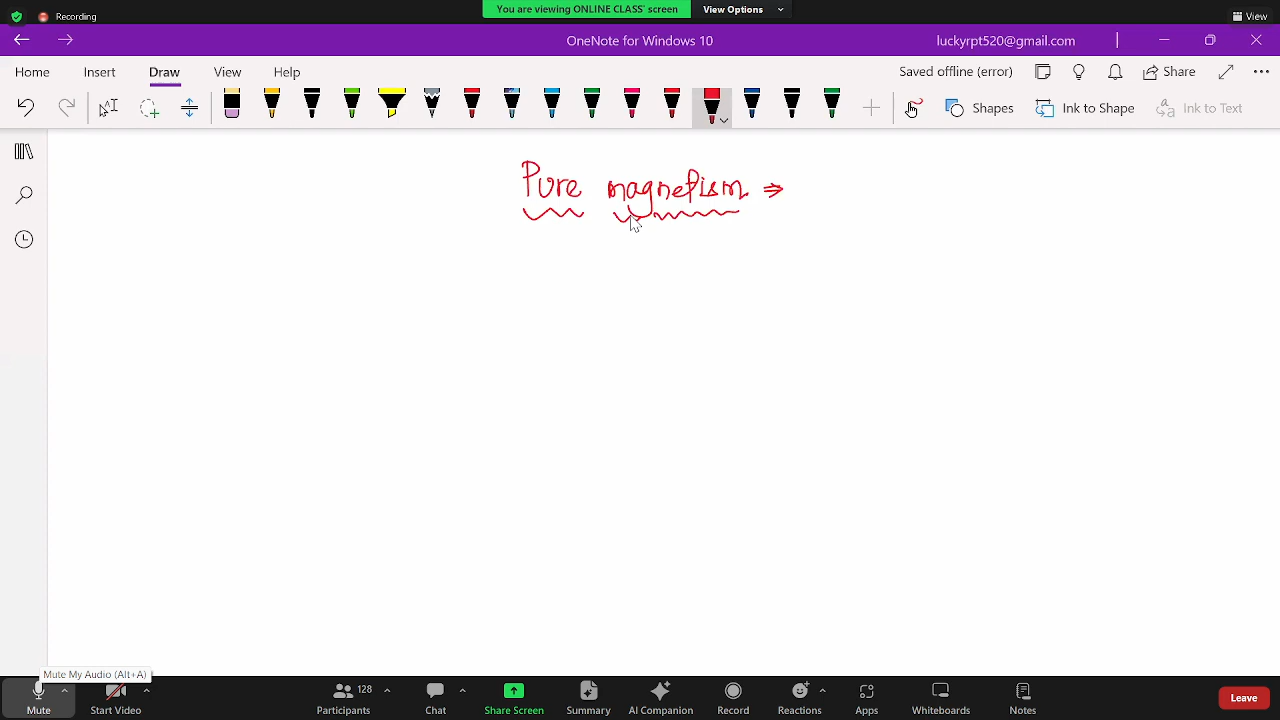 Recording
You are viewing ONLINE CLASS' screen
View Options
View
OneNote for Windows 10
luckyrpt520@gmail.com
Home Insert Draw View Help
Saved offline (error)
Share
Shapes
Ink to Shape
Ink to Text
Pure magnetism ⇒
Mute My Audio (Alt+A)
Mute
Start Video
128
Participants
Chat
Share Screen
Summary
AI Companion
Record
Reactions
Apps
Whiteboards
Notes
Leave